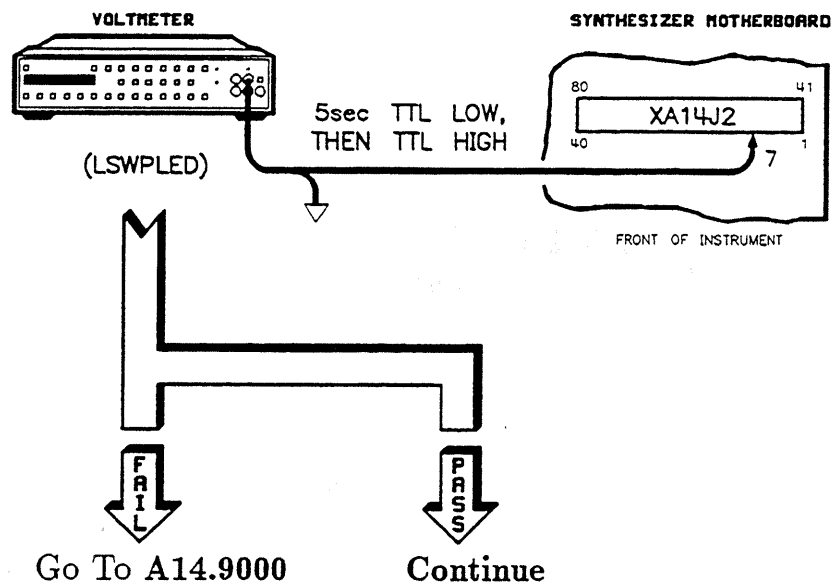 VOLTMETER
SYNTHESIZER MOTHERBOARD
5sec TTL LOW,
THEN TTL HIGH
80
41
XA14J2
40
1
7
(LSWPLED)
FRONT OF INSTRUMENT
FAIL
PASS
Go To A14.9000
Continue